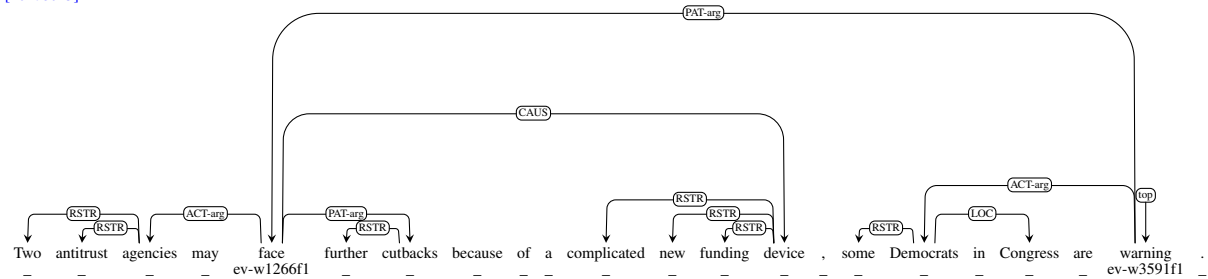 PAT-arg
CAUS
RSTR
ACT-arg RSTR top
RSTR ACT-arg PAT-arg RSTR LOC
RSTR RSTR RSTR RSTR
Two antitrust agencies may face further cutbacks because of a complicated new funding device , some Democrats in Congress are warning .
_ _ _ _ ev-w1266f1 _ _ _ _ _ _ _ _ _ _ _ _ _ _ _ ev-w3591f1 _